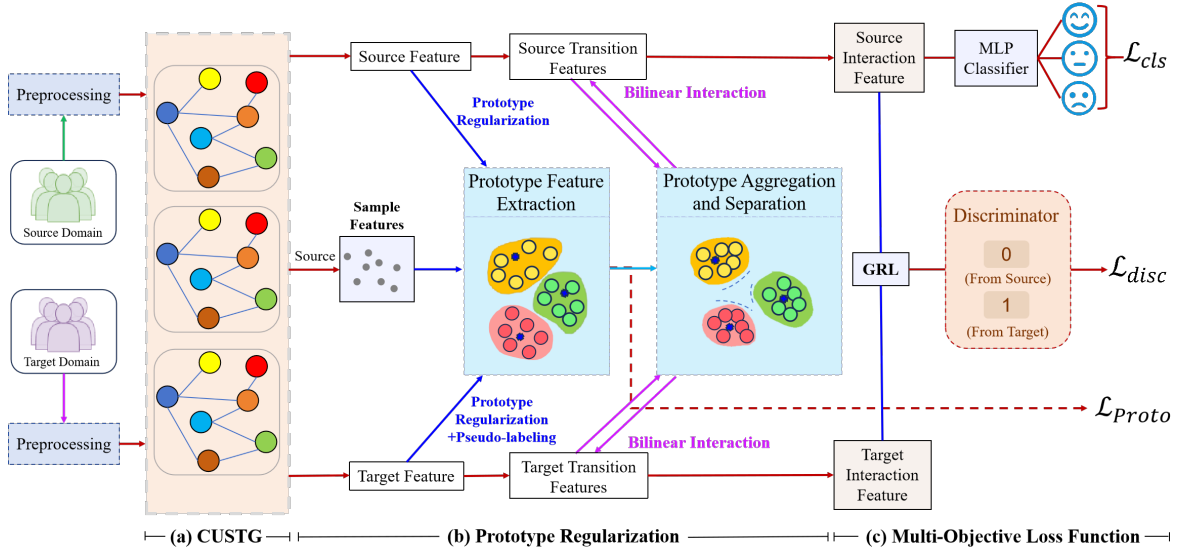 Preprocessing
Source Domain
Target Domain
Preprocessing
Source Feature
Source Transition
Features
Source
Interaction
Feature
MLP
Classifier
ℒcls
Prototype
Regularization
Bilinear Interaction
Prototype Feature
Extraction
Prototype Aggregation
and Separation
Sample
Features
Source
Discriminator
0
(From Source)
1
(From Target)
GRL
ℒdisc
Prototype
Regularization
+Pseudo-labeling
Bilinear Interaction
ℒProto
Target Feature
Target Transition
Features
Target
Interaction
Feature
(a) CUSTG
(b) Prototype Regularization
(c) Multi-Objective Loss Function